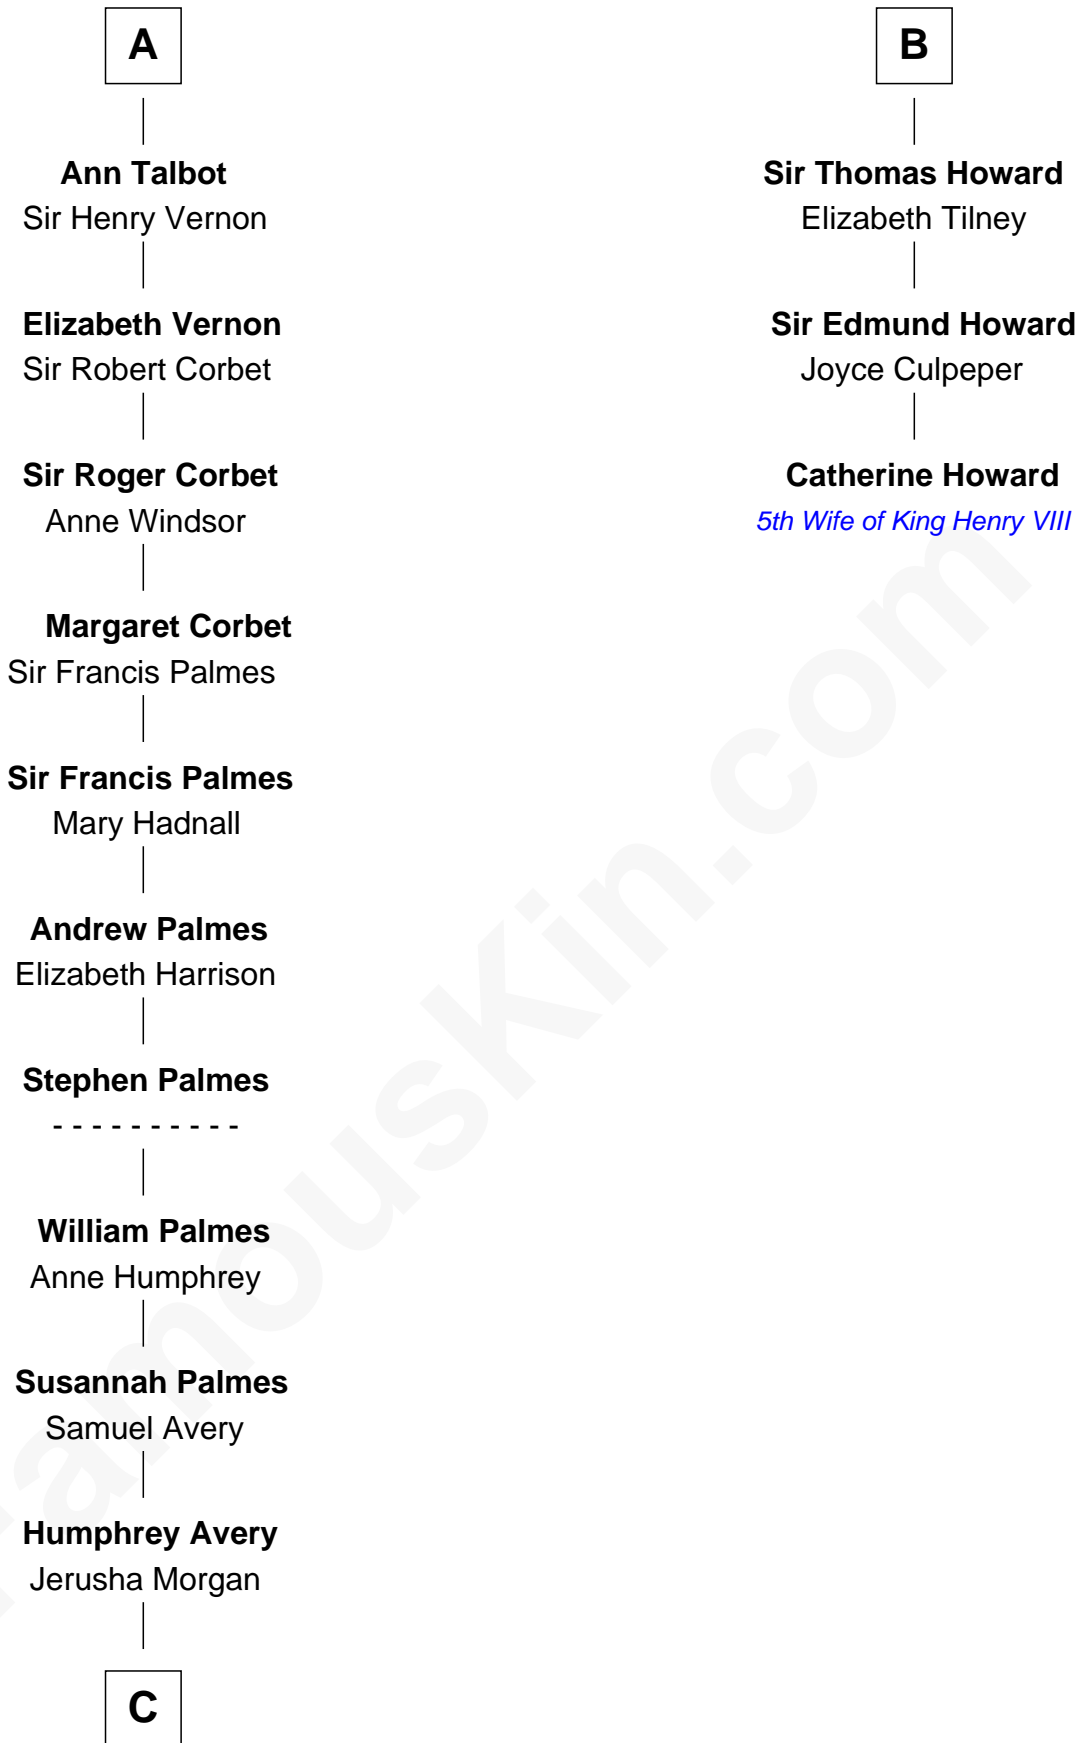 A
Ann Talbot
Sir Henry Vernon
Elizabeth Vernon
Sir Robert Corbet
Sir Roger Corbet
Anne Windsor
Margaret Corbet
Sir Francis Palmes
Sir Francis Palmes
Mary Hadnall
Andrew Palmes
Elizabeth Harrison
Stephen Palmes
- - - - - - - - - -
William Palmes
Anne Humphrey
Susannah Palmes
Samuel Avery
Humphrey Avery
Jerusha Morgan
C
B
Sir Thomas Howard
Elizabeth Tilney
Sir Edmund Howard
Joyce Culpeper
Catherine Howard
5th Wife of King Henry VIII
FamousKin.com